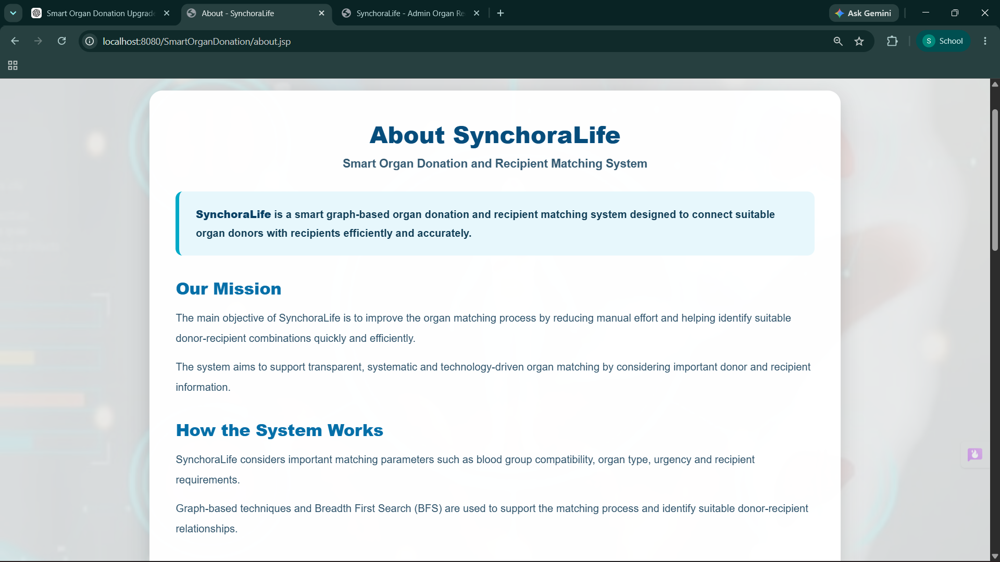 Smart Organ Donation Upgrade
About - SynchoraLife
SynchoraLife - Admin Organ Re
Ask Gemini
localhost:8080/SmartOrganDonation/about.jsp
S School
About SynchoraLife
Smart Organ Donation and Recipient Matching System
SynchoraLife is a smart graph-based organ donation and recipient matching system designed to connect suitable
organ donors with recipients efficiently and accurately.
Our Mission
The main objective of SynchoraLife is to improve the organ matching process by reducing manual effort and helping identify suitable
donor-recipient combinations quickly and efficiently.
The system aims to support transparent, systematic and technology-driven organ matching by considering important donor and recipient
information.
How the System Works
SynchoraLife considers important matching parameters such as blood group compatibility, organ type, urgency and recipient
requirements.
Graph-based techniques and Breadth First Search (BFS) are used to support the matching process and identify suitable donor-recipient
relationships.